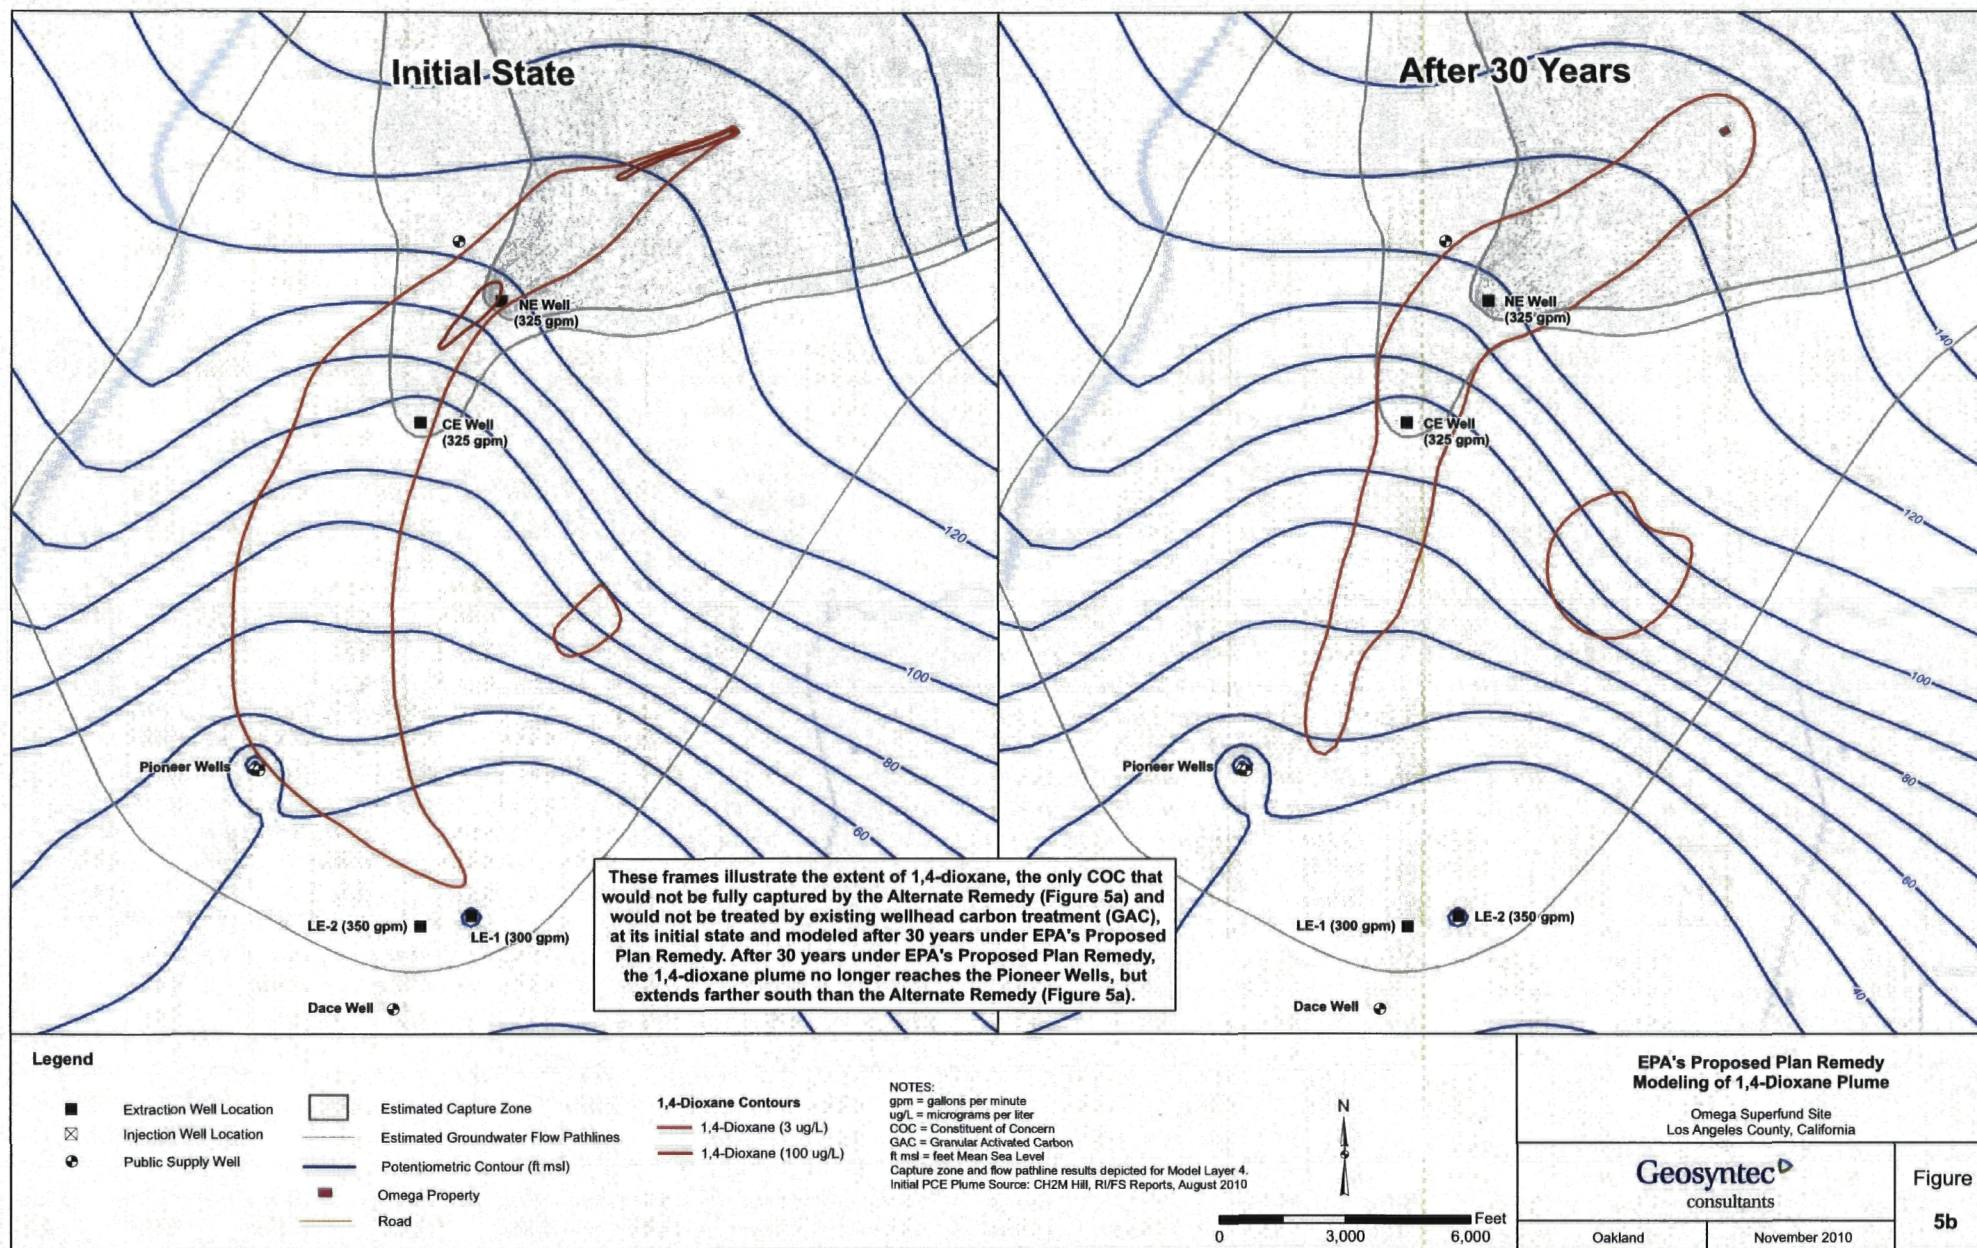 Initial State
NE Well
(325 gpm)
CE Well
(325 gpm)
120
100
80
60
Pioneer Wells
LE-2 (350 gpm)
LE-1 (300 gpm)
Dace Well
After 30 Years
NE Well
(325 gpm)
CE Well
(325 gpm)
140
120
100
80
60
40
Pioneer Wells
LE-1 (300 gpm)
LE-2 (350 gpm)
Dace Well
These frames illustrate the extent of 1,4-dioxane, the only COC that
would not be fully captured by the Alternate Remedy (Figure 5a) and
would not be treated by existing wellhead carbon treatment (GAC),
at its initial state and modeled after 30 years under EPA's Proposed
Plan Remedy. After 30 years under EPA's Proposed Plan Remedy,
the 1,4-dioxane plume no longer reaches the Pioneer Wells, but
extends farther south than the Alternate Remedy (Figure 5a).
Legend
Extraction Well Location
Injection Well Location
Public Supply Well
Estimated Capture Zone
Estimated Groundwater Flow Pathlines
Potentiometric Contour (ft msl)
Omega Property
Road
1,4-Dioxane Contours
1,4-Dioxane (3 ug/L)
1,4-Dioxane (100 ug/L)
NOTES:
gpm = gallons per minute
ug/L = micrograms per liter
COC = Constituent of Concern
GAC = Granular Activated Carbon
ft msl = feet Mean Sea Level
Capture zone and flow pathline results depicted for Model Layer 4.
Initial PCE Plume Source: CH2M Hill, RI/FS Reports, August 2010
N
Feet
0 3,000 6,000
EPA's Proposed Plan Remedy
Modeling of 1,4-Dioxane Plume
Omega Superfund Site
Los Angeles County, California
Geosyntec
consultants
Oakland
November 2010
Figure
5b